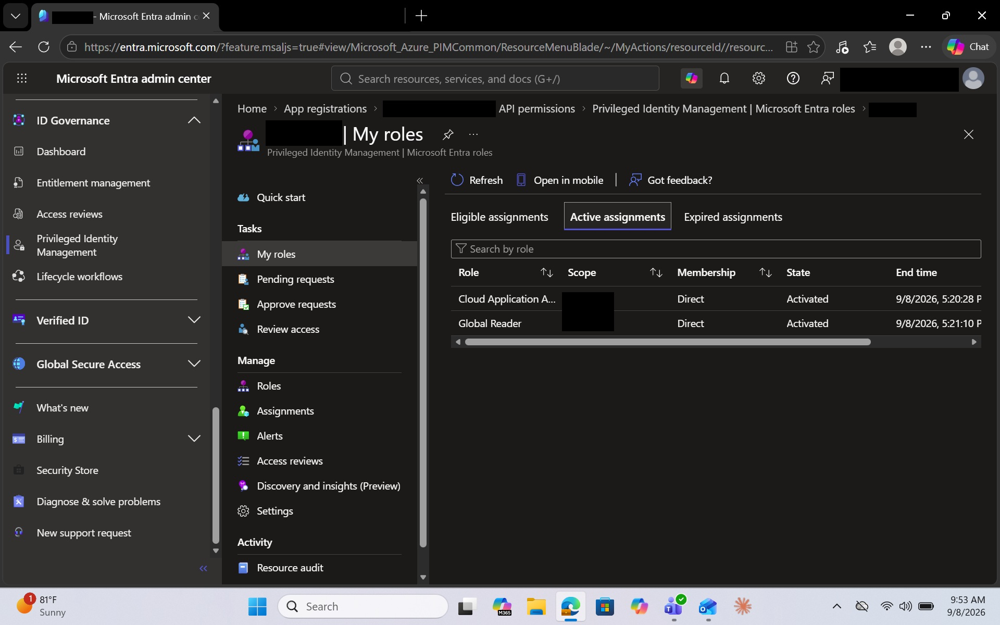 - Microsoft Entra admin c
https://entra.microsoft.com/?feature.msaljs=true#view/Microsoft_Azure_PIMCommon/ResourceMenuBlade/~/MyActions/resourceId//resourc...
Chat
Microsoft Entra admin center
Search resources, services, and docs (G+/)
Home > App registrations > API permissions > Privileged Identity Management | Microsoft Entra roles >
| My roles
...
Privileged Identity Management | Microsoft Entra roles
ID Governance
Dashboard
Entitlement management
Access reviews
Privileged Identity
Management
Lifecycle workflows
Verified ID
Global Secure Access
What's new
Billing
Security Store
Diagnose & solve problems
New support request
Quick start
Tasks
My roles
Pending requests
Approve requests
Review access
Manage
Roles
Assignments
Alerts
Access reviews
Discovery and insights (Preview)
Settings
Activity
Resource audit
Refresh Open in mobile | Got feedback?
Eligible assignments Active assignments Expired assignments
Search by role
Role Scope Membership State End time
Cloud Application A... Direct Activated 9/8/2026, 5:20:28 P
Global Reader Direct Activated 9/8/2026, 5:21:10 P
1
81°F
Sunny
Search
M365
9:53 AM
9/8/2026